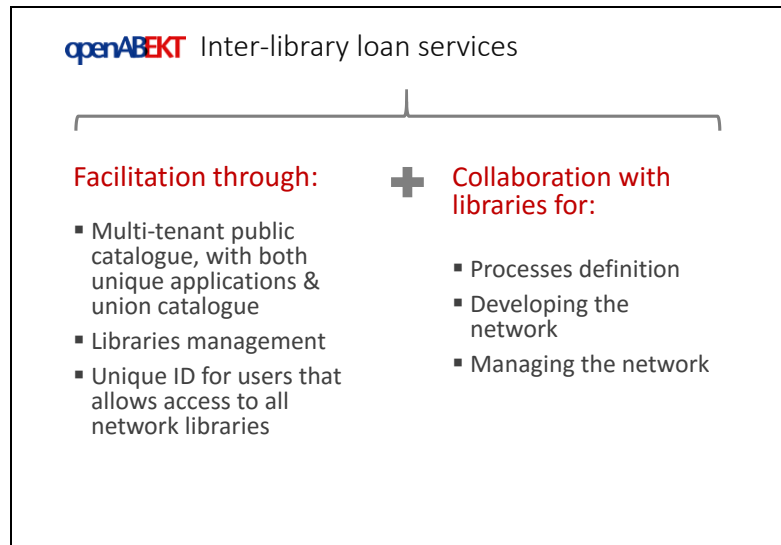 openABEKT Inter-library loan services
Facilitation through:
▪ Multi-tenant public
catalogue, with both
unique applications &
union catalogue
▪ Libraries management
▪ Unique ID for users that
allows access to all
network libraries
Collaboration with
libraries for:
▪ Processes definition
▪ Developing the
network
▪ Managing the network